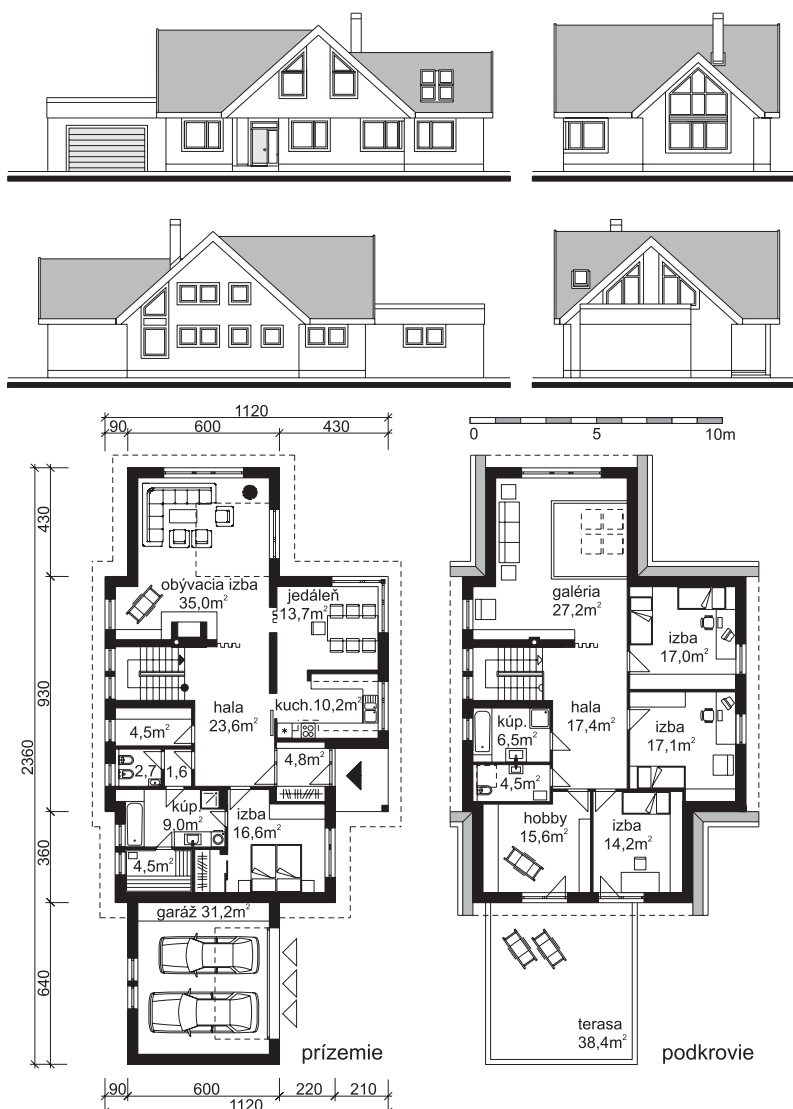 1120
90 600 430
0 5 10m
430
930
2360
360
640
obývacia izba
35,0m²
jedáleň
13,7m²
hala
23,6m²
kuch.10,2m²
4,5m²
2,7
1,6
4,8m²
kúp.
9,0m²
izba
16,6m²
4,5m²
garáž 31,2m²
prízemie
90 600 220 210
1120
galéria
27,2m²
izba
17,0m²
hala
17,4m²
izba
17,1m²
kúp.
6,5m²
4,5m²
hobby
15,6m²
izba
14,2m²
terasa
38,4m²
podkrovie